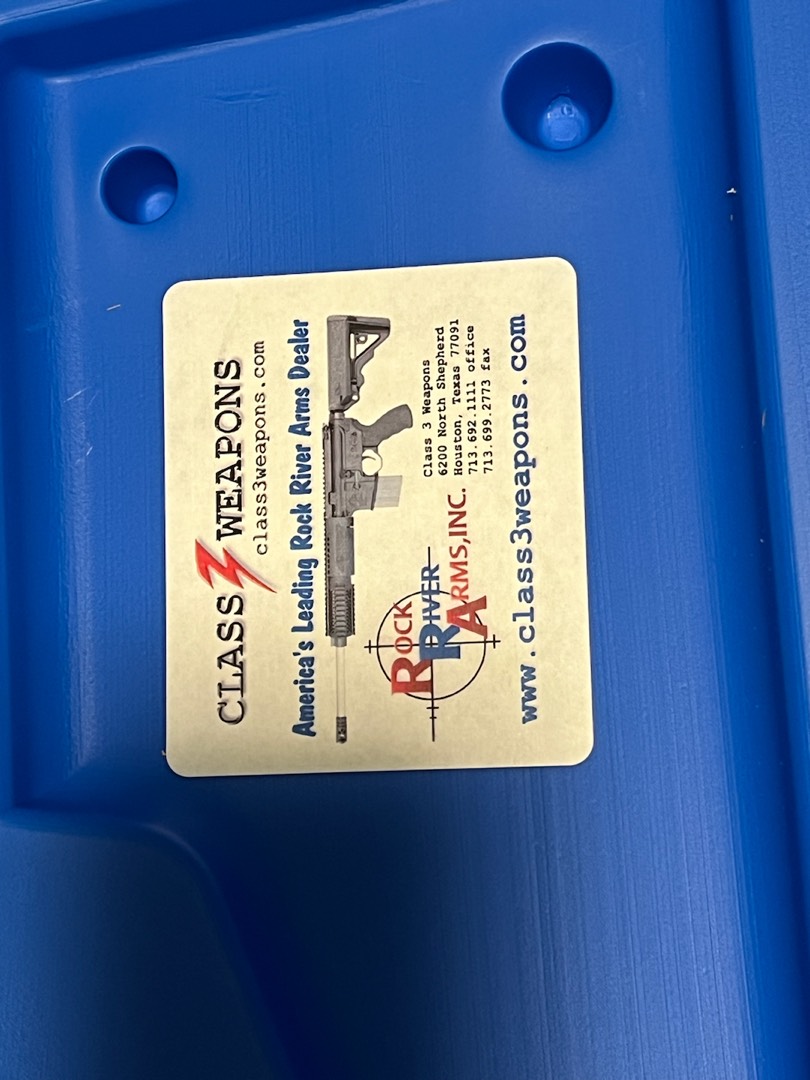 CLASS 3 WEAPONS
class3weapons.com
America's Leading Rock River Arms Dealer
ROCK
RIVER
ARMS, INC.
Class 3 Weapons
6200 North Shepherd
Houston, Texas 77091
713.692.1111 office
713.699.2773 fax
www.class3weapons.com